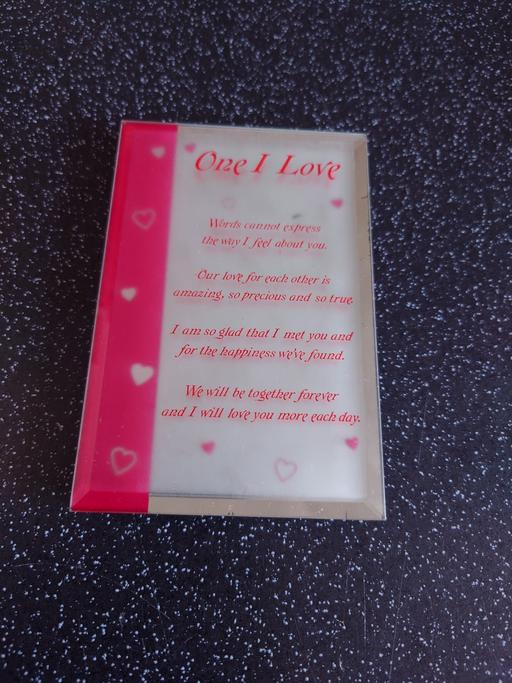 One I Love
Words cannot express
the way I feel about you.
Our love for each other is
amazing, so precious and so true.
I am so glad that I met you and
for the happiness we've found.
We will be together forever
and I will love you more each day.